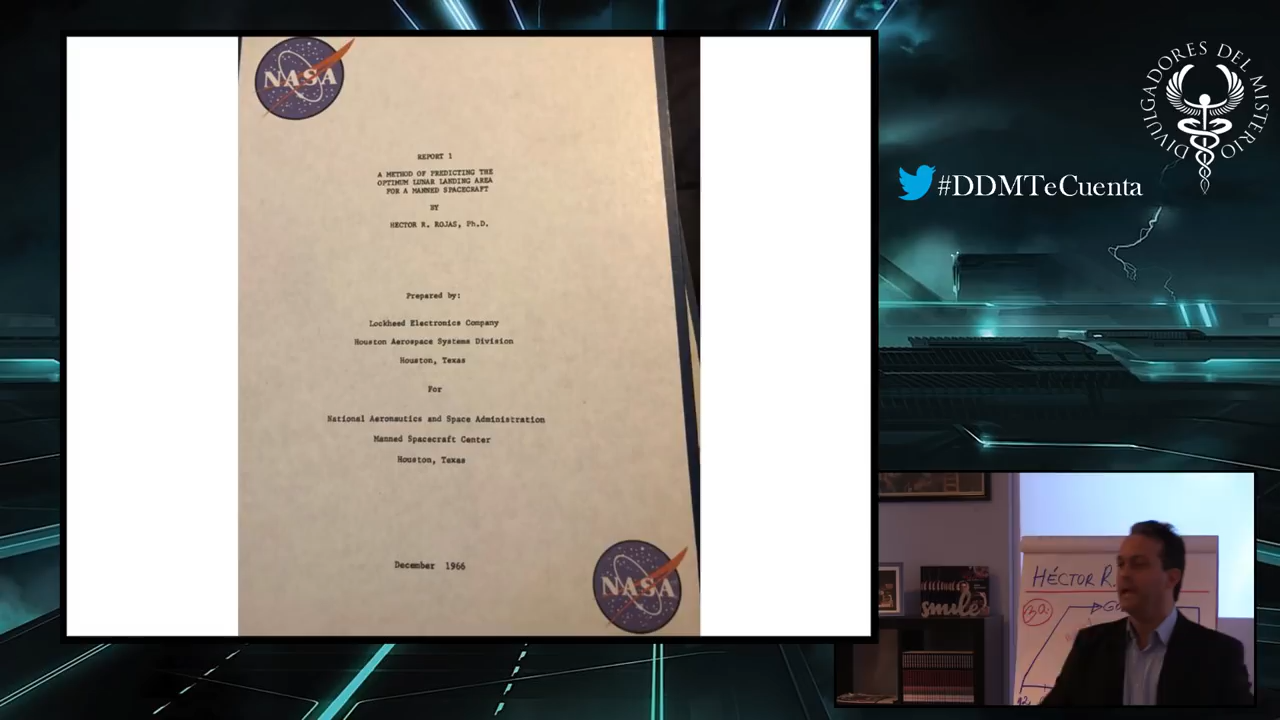 NASA
REPORT 1
A METHOD OF PREDICTING THE
OPTIMUM LUNAR LANDING AREA
FOR A MANNED SPACECRAFT
BY
HECTOR R. ROJAS, Ph.D.
Prepared by:
Lockheed Electronics Company
Houston Aerospace Systems Division
Houston, Texas
For
National Aeronautics and Space Administration
Manned Spacecraft Center
Houston, Texas
December 1966
NASA
DIVULGADORES DEL MISTERIO
#DDMTeCuenta
HÉCTOR R.
smile